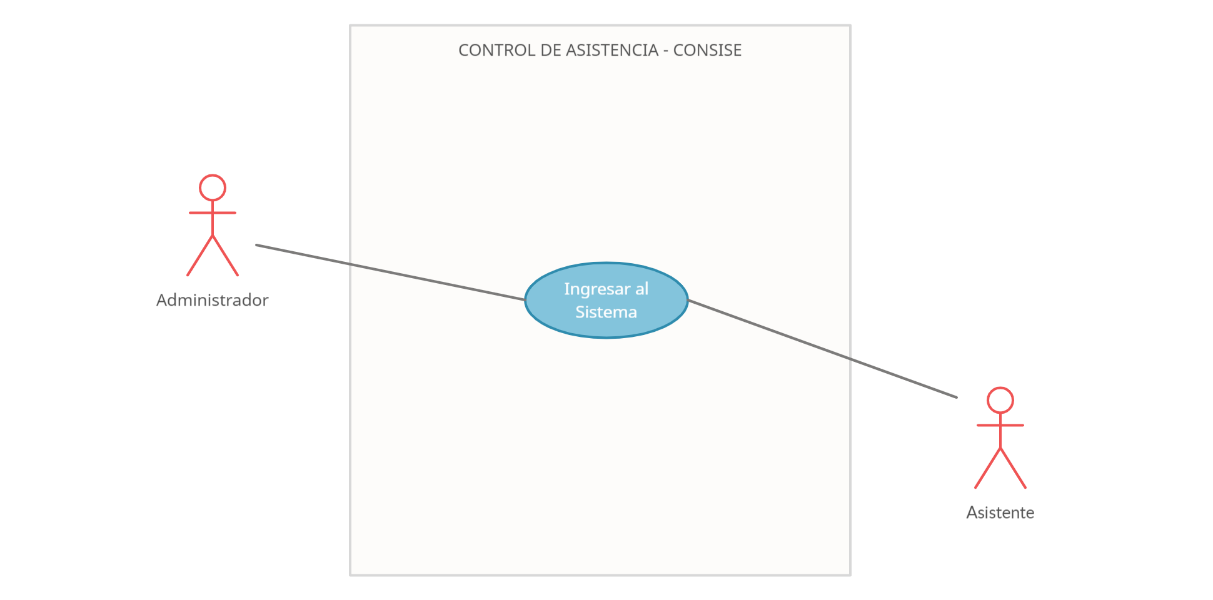 CONTROL DE ASISTENCIA - CONSISE
Administrador
Ingresar al
Sistema
Asistente